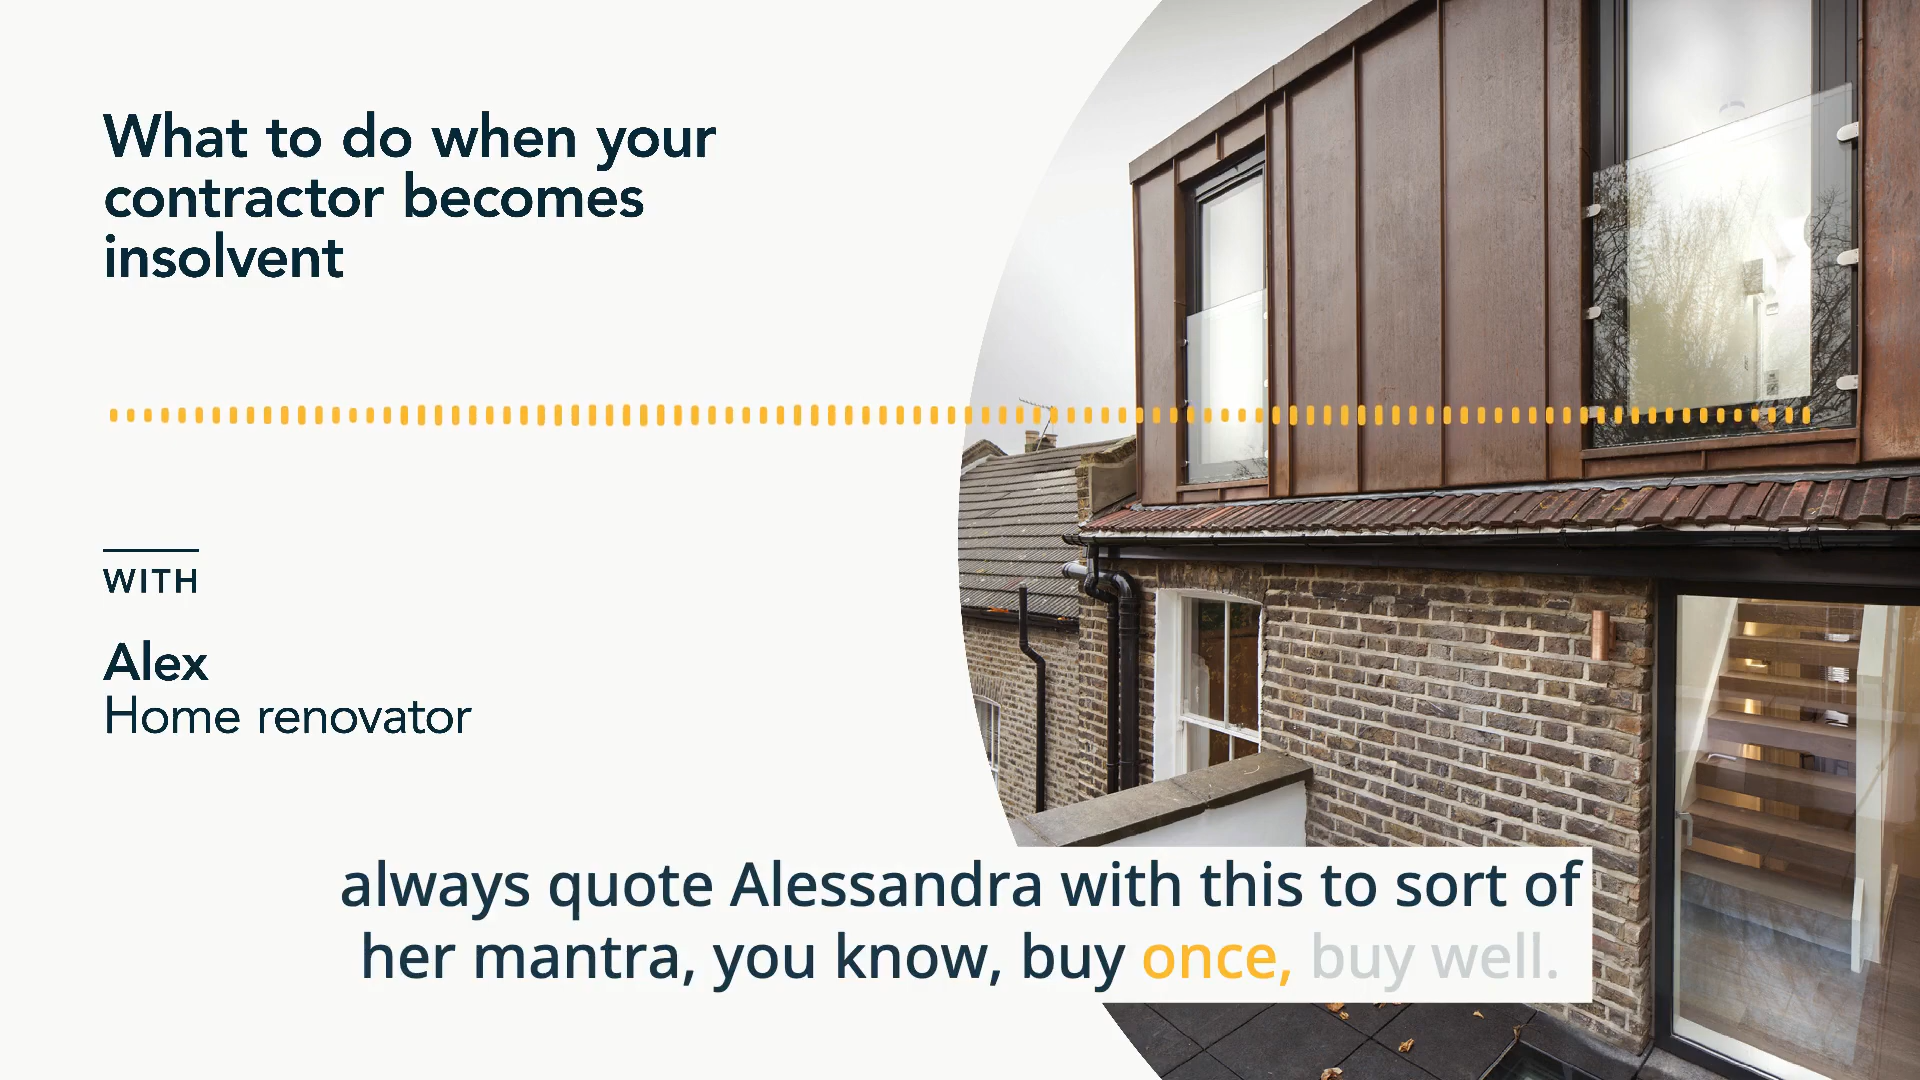 What to do when your
contractor becomes
insolvent
WITH
Alex
Home renovator
always quote Alessandra with this to sort of
her mantra, you know, buy once, buy well.